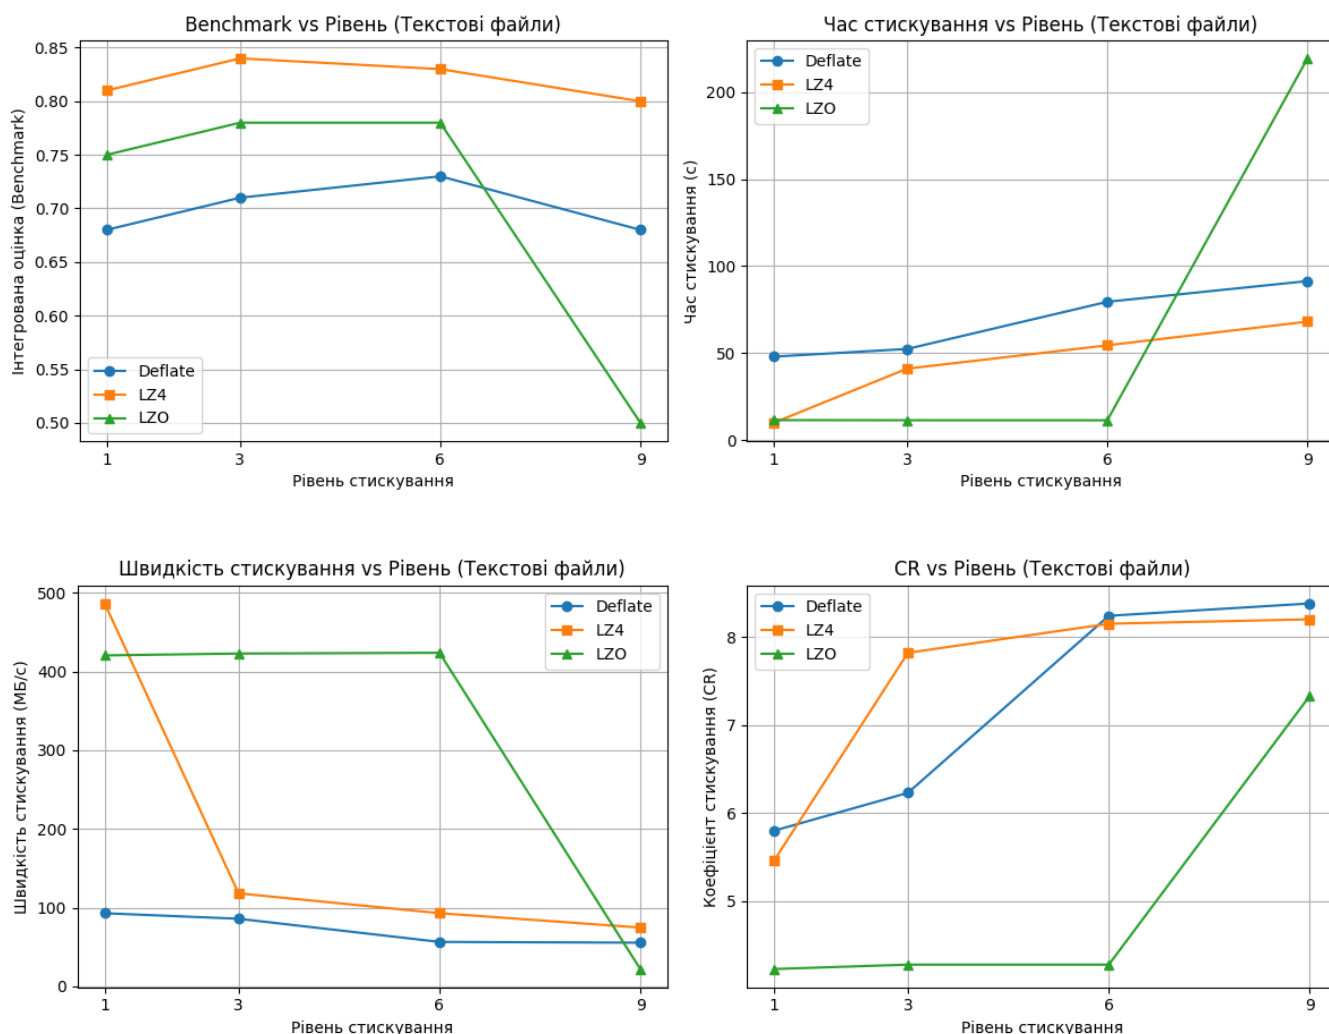 Benchmark vs Рівень (Текстові файли)
Інтегрована оцінка (Benchmark)
0.85
0.80
0.75
0.70
0.65
0.60
0.55
0.50
Deflate
LZ4
LZO
1
3
6
9
Рівень стискування
Час стискування vs Рівень (Текстові файли)
Час стискування (с)
200
150
100
50
0
Deflate
LZ4
LZO
1
3
6
9
Рівень стискування
Швидкість стискування vs Рівень (Текстові файли)
Швидкість стискування (МБ/с)
500
400
300
200
100
0
Deflate
LZ4
LZO
1
3
6
9
Рівень стискування
CR vs Рівень (Текстові файли)
Коефіцієнт стискування (CR)
8
7
6
5
Deflate
LZ4
LZO
1
3
6
9
Рівень стискування